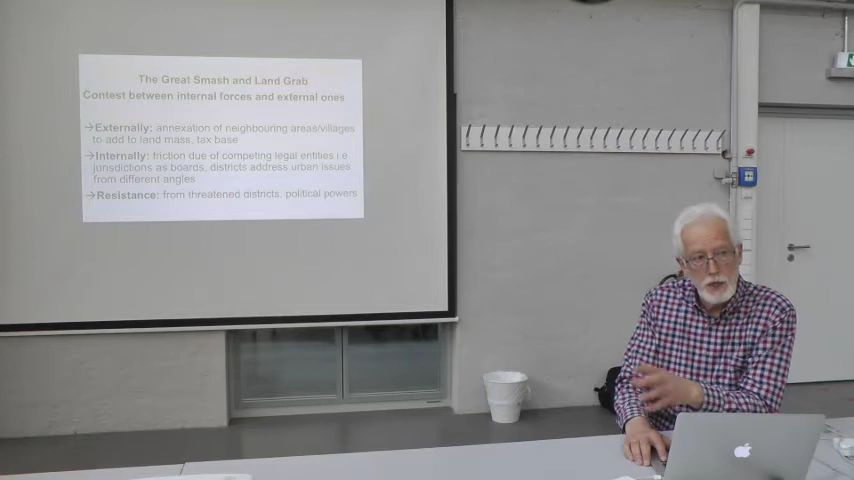 The Great Smash and Land Grab
Contest between internal forces and external ones
→Externally: annexation of neighbouring areas/villages
to add to land mass, tax base
→Internally: friction due of competing legal entities i.e
jurisdictions as boards, districts address urban issues
from different angles
→Resistance: from threatened districts, political powers